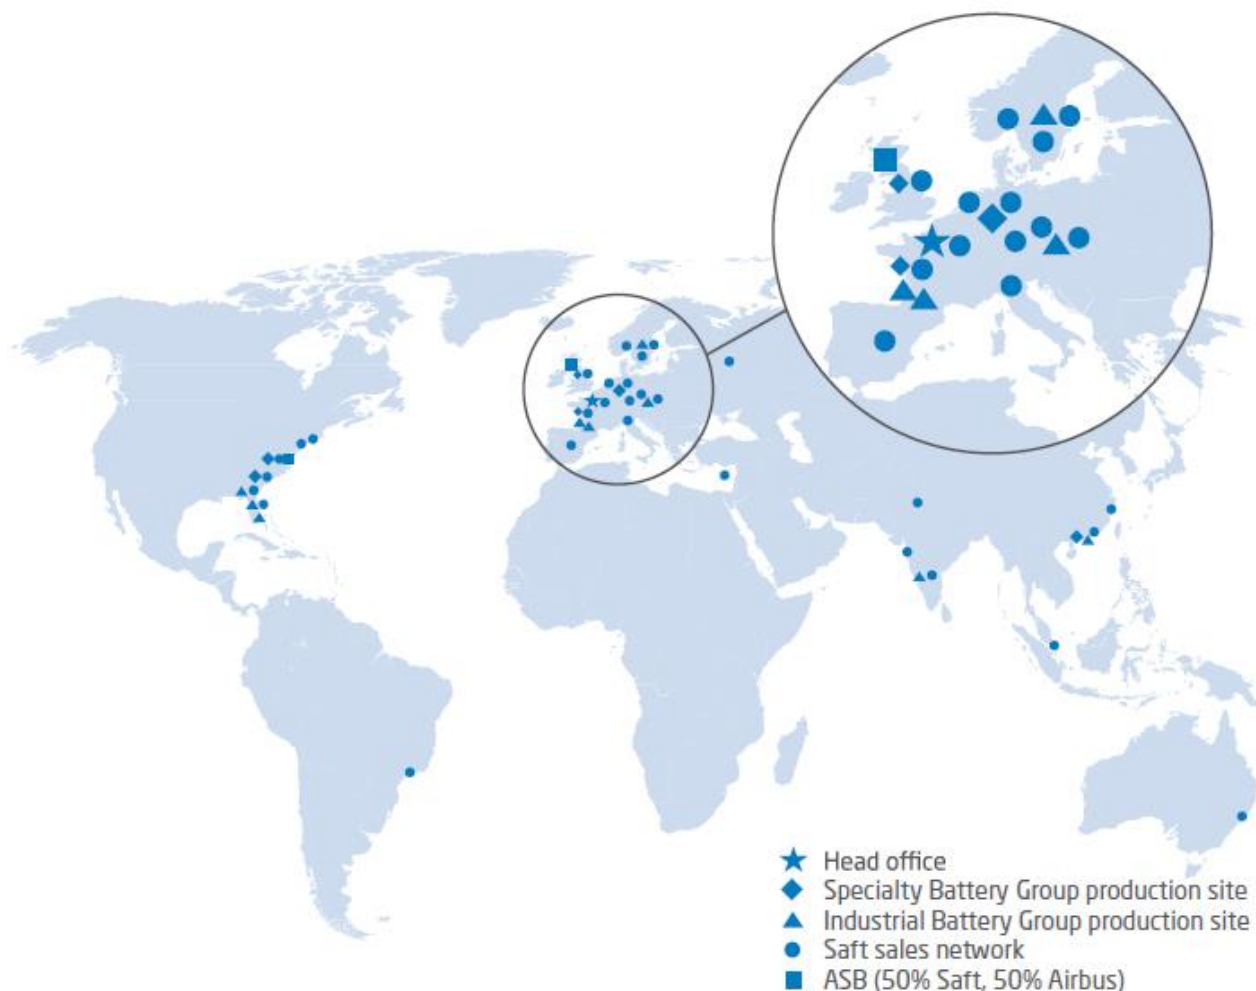 Head office
Specialty Battery Group production site
Industrial Battery Group production site
Saft sales network
ASB (50% Saft, 50% Airbus)